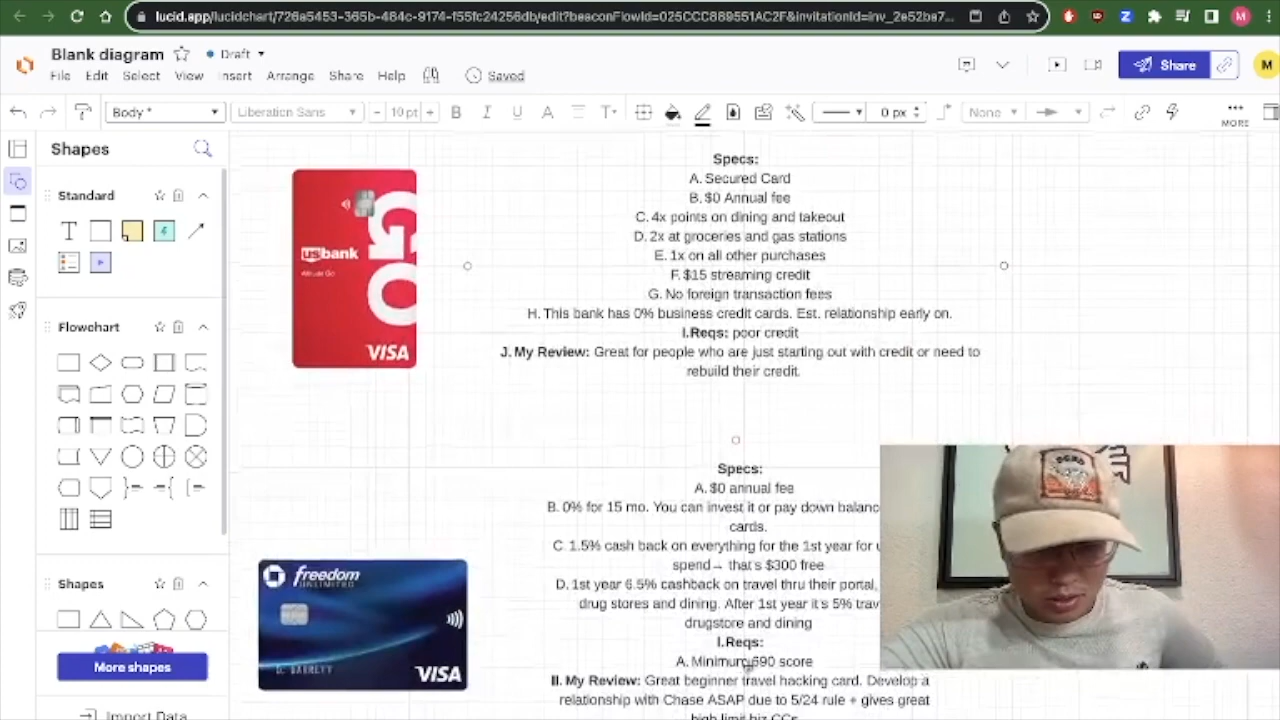 lucid.app/lucidchart/726a5453-365b-484c-9174-f55fc24256db/edit?beaconFlowId=025CCC889551AC2F&invitationId=inv_2e52ba7...
Blank diagram
Draft
File Edit Select View Insert Arrange Share Help
Saved
Share
M
Body *
Liberation Sans
10 pt
B I U A T
0 px
None
MORE
Shapes
Standard
T
Flowchart
Shapes
More shapes
Import Data
usbank
GO
VISA
Specs:
A. Secured Card
B. $0 Annual fee
C. 4x points on dining and takeout
D. 2x at groceries and gas stations
E. 1x on all other purchases
F. $15 streaming credit
G. No foreign transaction fees
H. This bank has 0% business credit cards. Est. relationship early on.
I.Reqs: poor credit
J. My Review: Great for people who are just starting out with credit or need to
rebuild their credit.
freedom
UNLIMITED
VISA
Specs:
A. $0 annual fee
B. 0% for 15 mo. You can invest it or pay down balanc
cards.
C. 1.5% cash back on everything for the 1st year for u
spend→ that's $300 free
D. 1st year 6.5% cashback on travel thru their portal,
drug stores and dining. After 1st year it's 5% trav
drugstore and dining
I.Reqs:
A. Minimum 690 score
II. My Review: Great beginner travel hacking card. Develop a
relationship with Chase ASAP due to 5/24 rule + gives great
high limit biz CCs